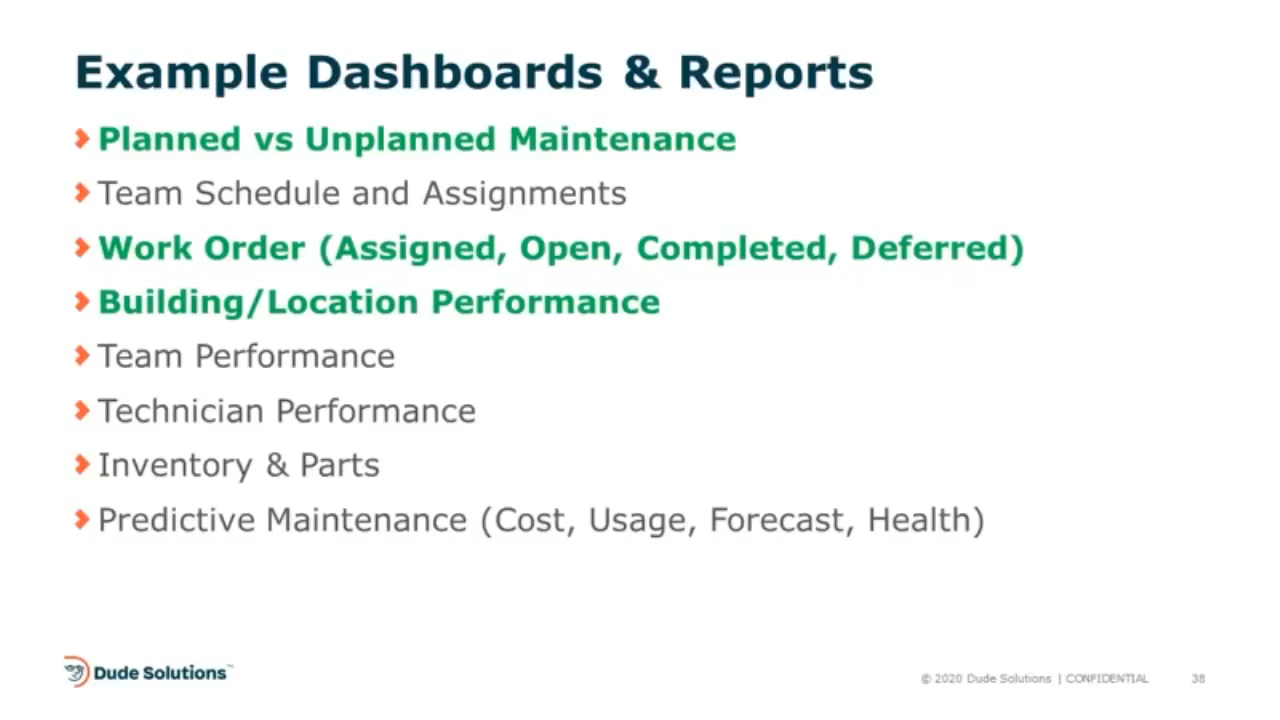 Example Dashboards & Reports
Planned vs Unplanned Maintenance
Team Schedule and Assignments
Work Order (Assigned, Open, Completed, Deferred)
Building/Location Performance
Team Performance
Technician Performance
Inventory & Parts
Predictive Maintenance (Cost, Usage, Forecast, Health)
Dude Solutions™
© 2020 Dude Solutions | CONFIDENTIAL 38